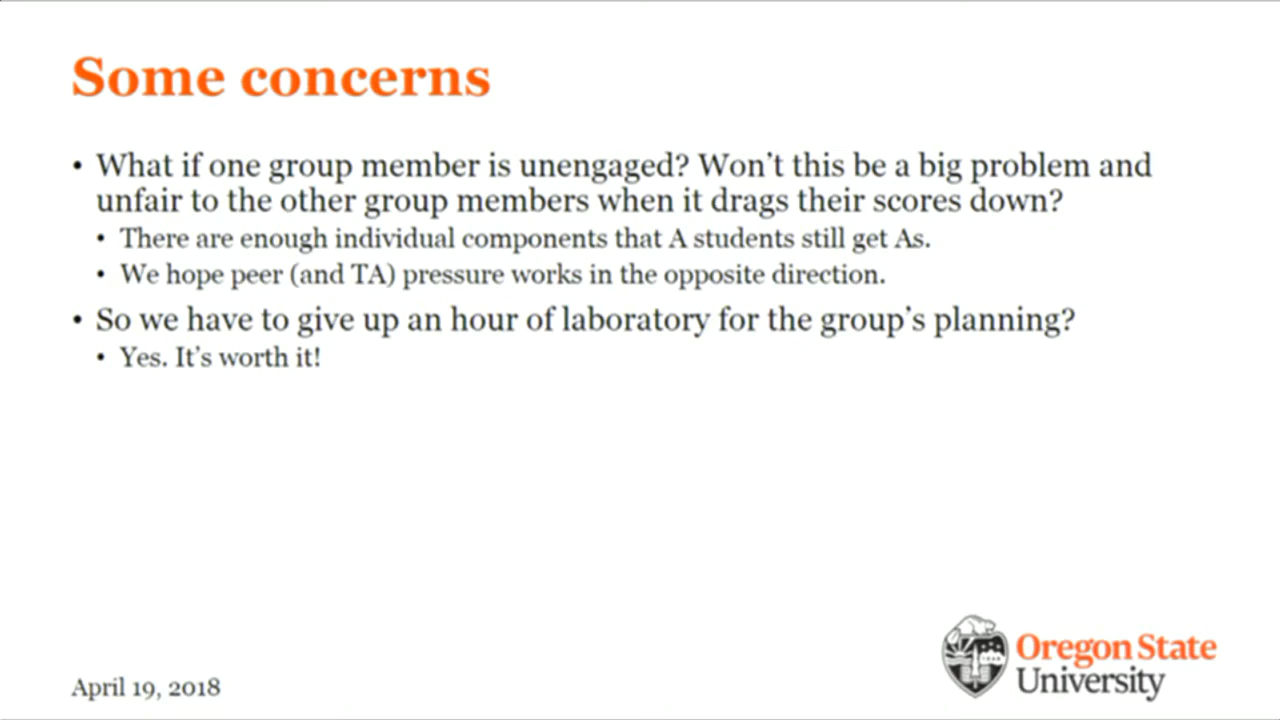 Some concerns
• What if one group member is unengaged? Won't this be a big problem and
unfair to the other group members when it drags their scores down?
• There are enough individual components that A students still get As.
• We hope peer (and TA) pressure works in the opposite direction.
• So we have to give up an hour of laboratory for the group's planning?
• Yes. It's worth it!
April 19, 2018
Oregon State
University